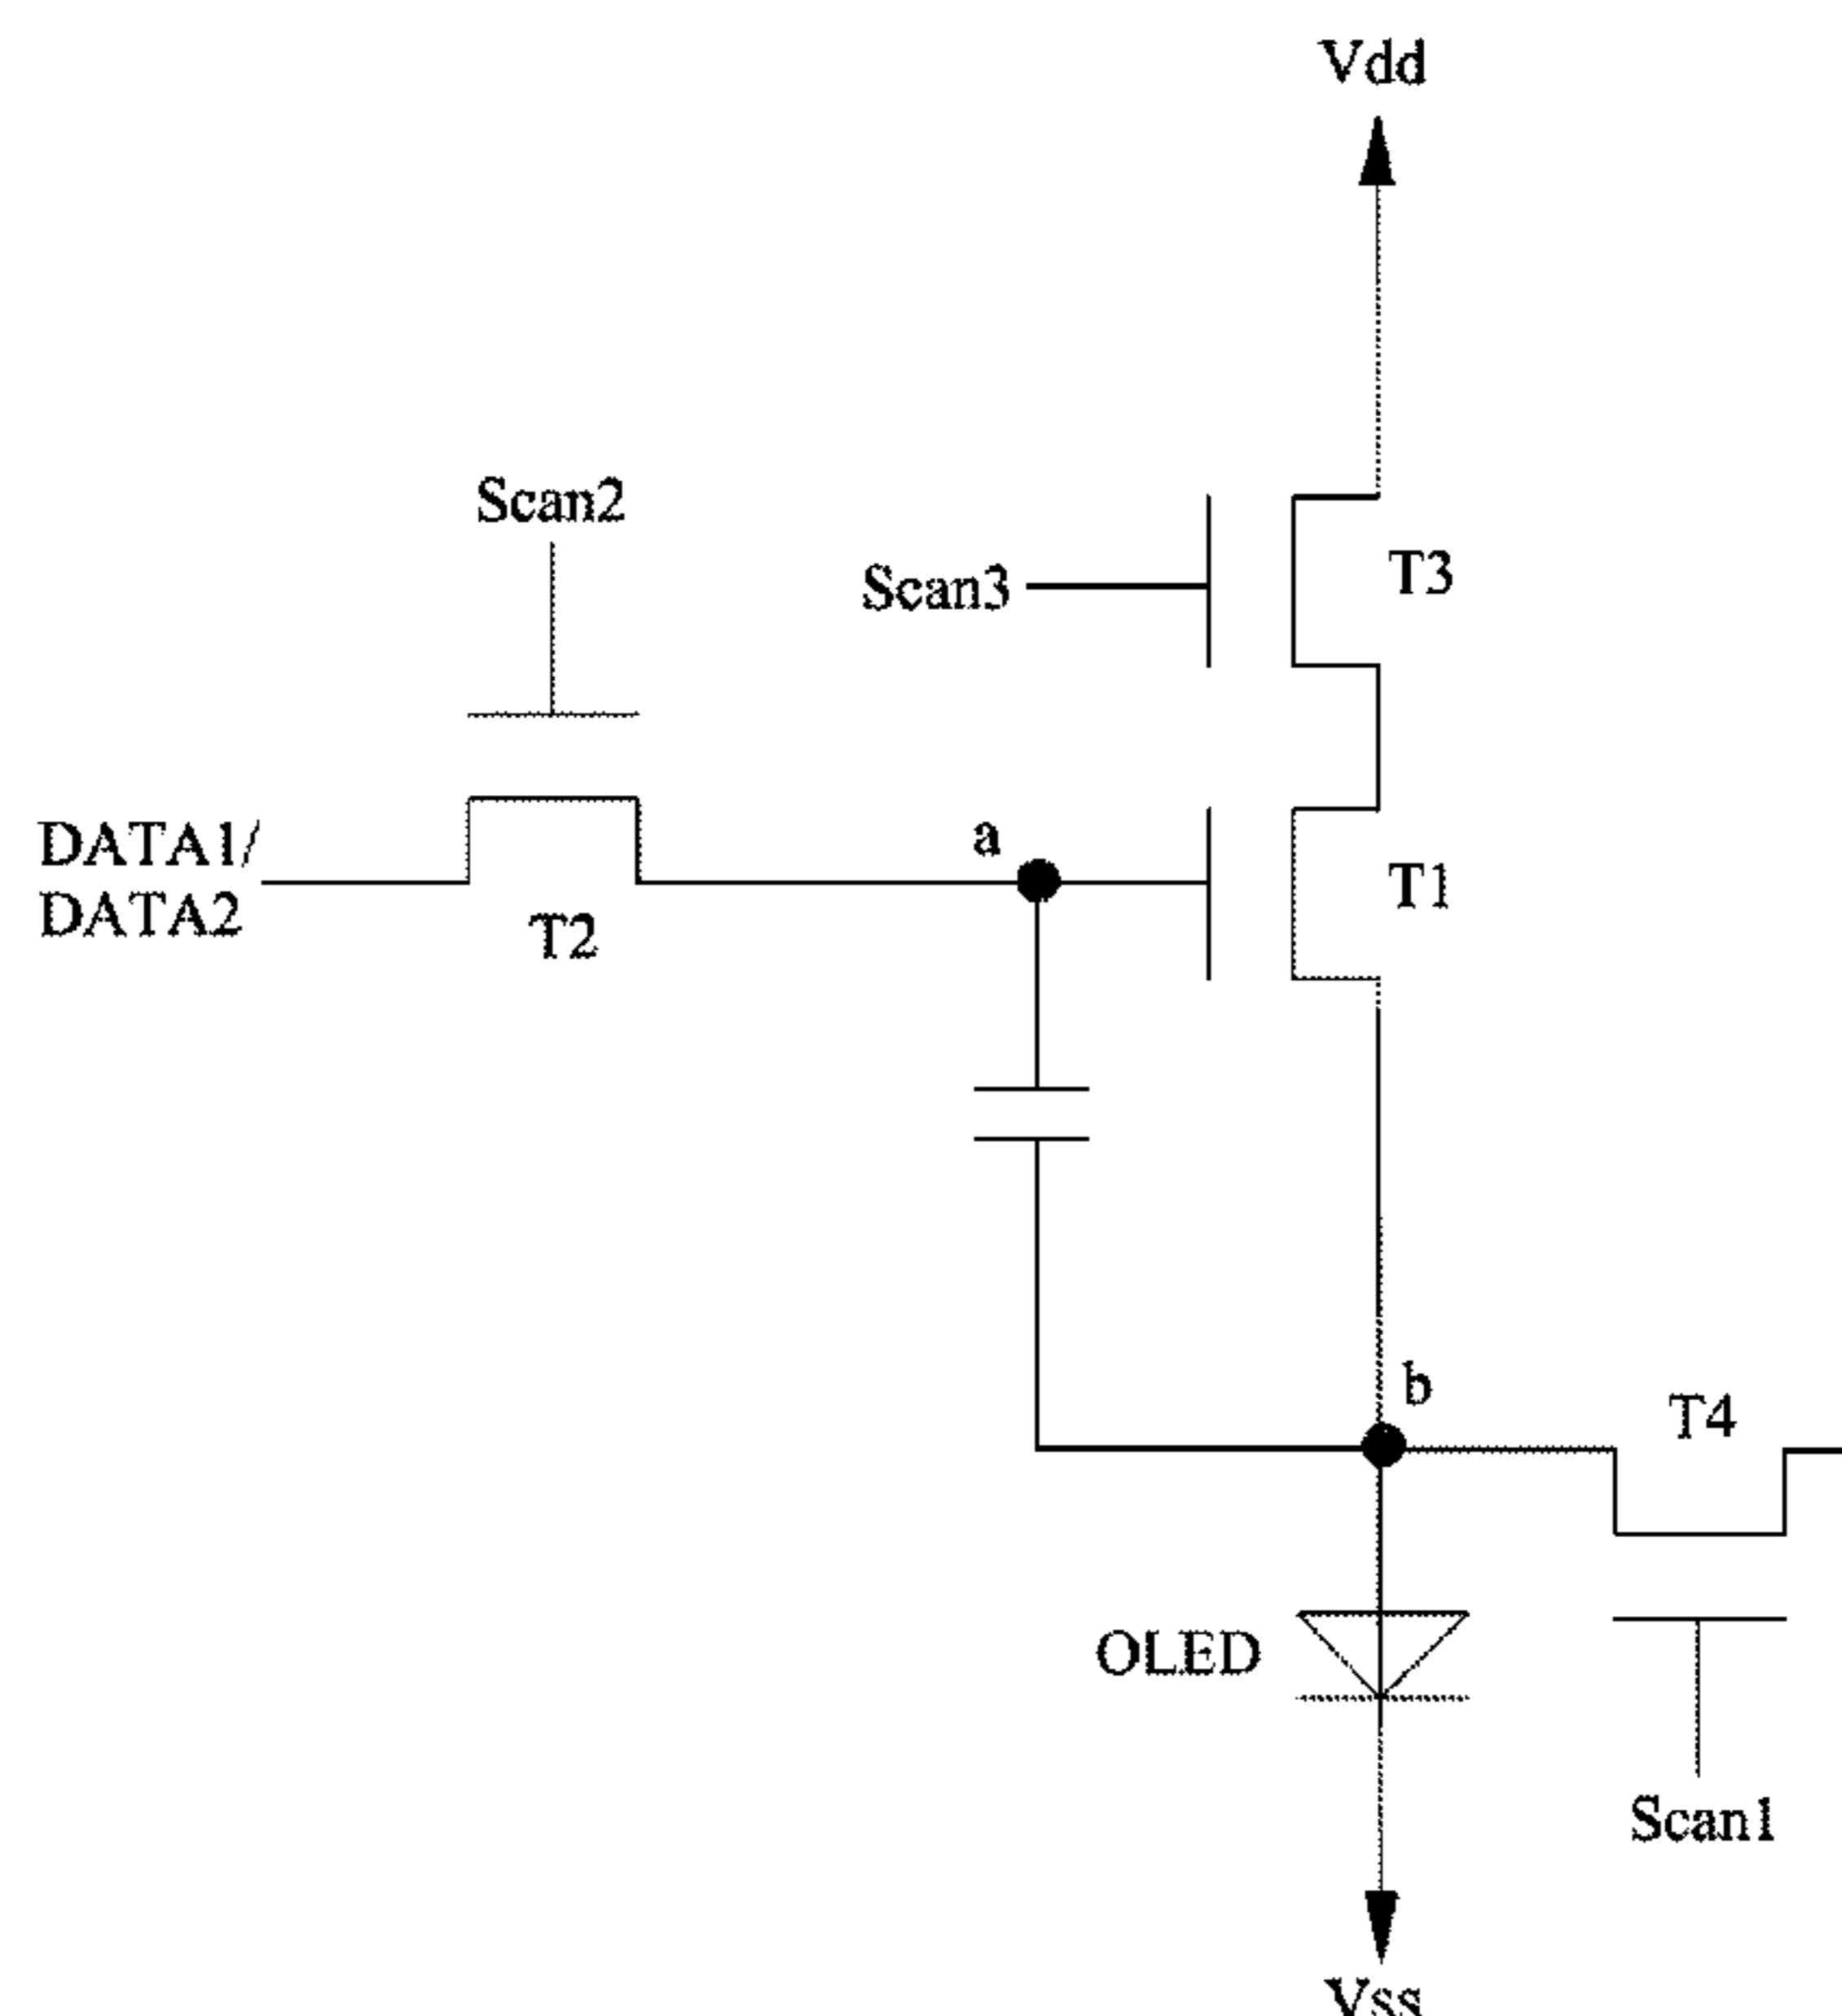 Vdd
Scan2
Scan3
T3
DATA1/
DATA2
a
T1
T2
b
T4
OLED
Scan1
Vss